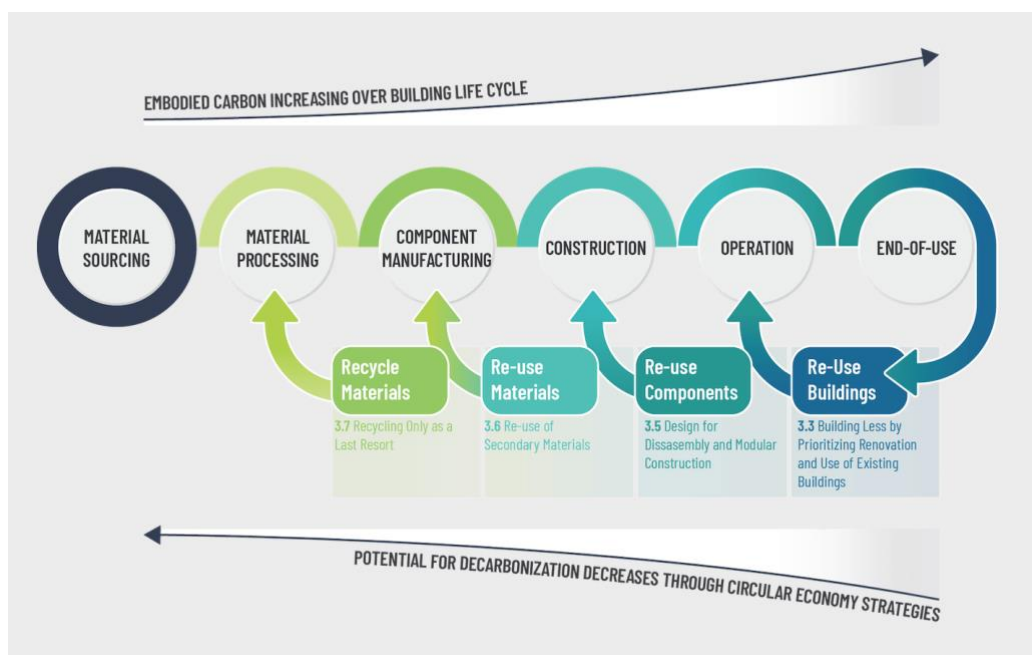 EMBODIED CARBON INCREASING OVER BUILDING LIFE CYCLE
MATERIAL
SOURCING
MATERIAL
PROCESSING
COMPONENT
MANUFACTURING
CONSTRUCTION
OPERATION
END-OF-USE
Recycle
Materials
3.7 Recycling Only as a
Last Resort
Re-use
Materials
3.6 Re-use of
Secondary Materials
Re-use
Components
3.5 Design for
Dissasembly and Modular
Construction
Re-Use
Buildings
3.3 Building Less by
Prioritizing Renovation
and Use of Existing
Buildings
POTENTIAL FOR DECARBONIZATION DECREASES THROUGH CIRCULAR ECONOMY STRATEGIES